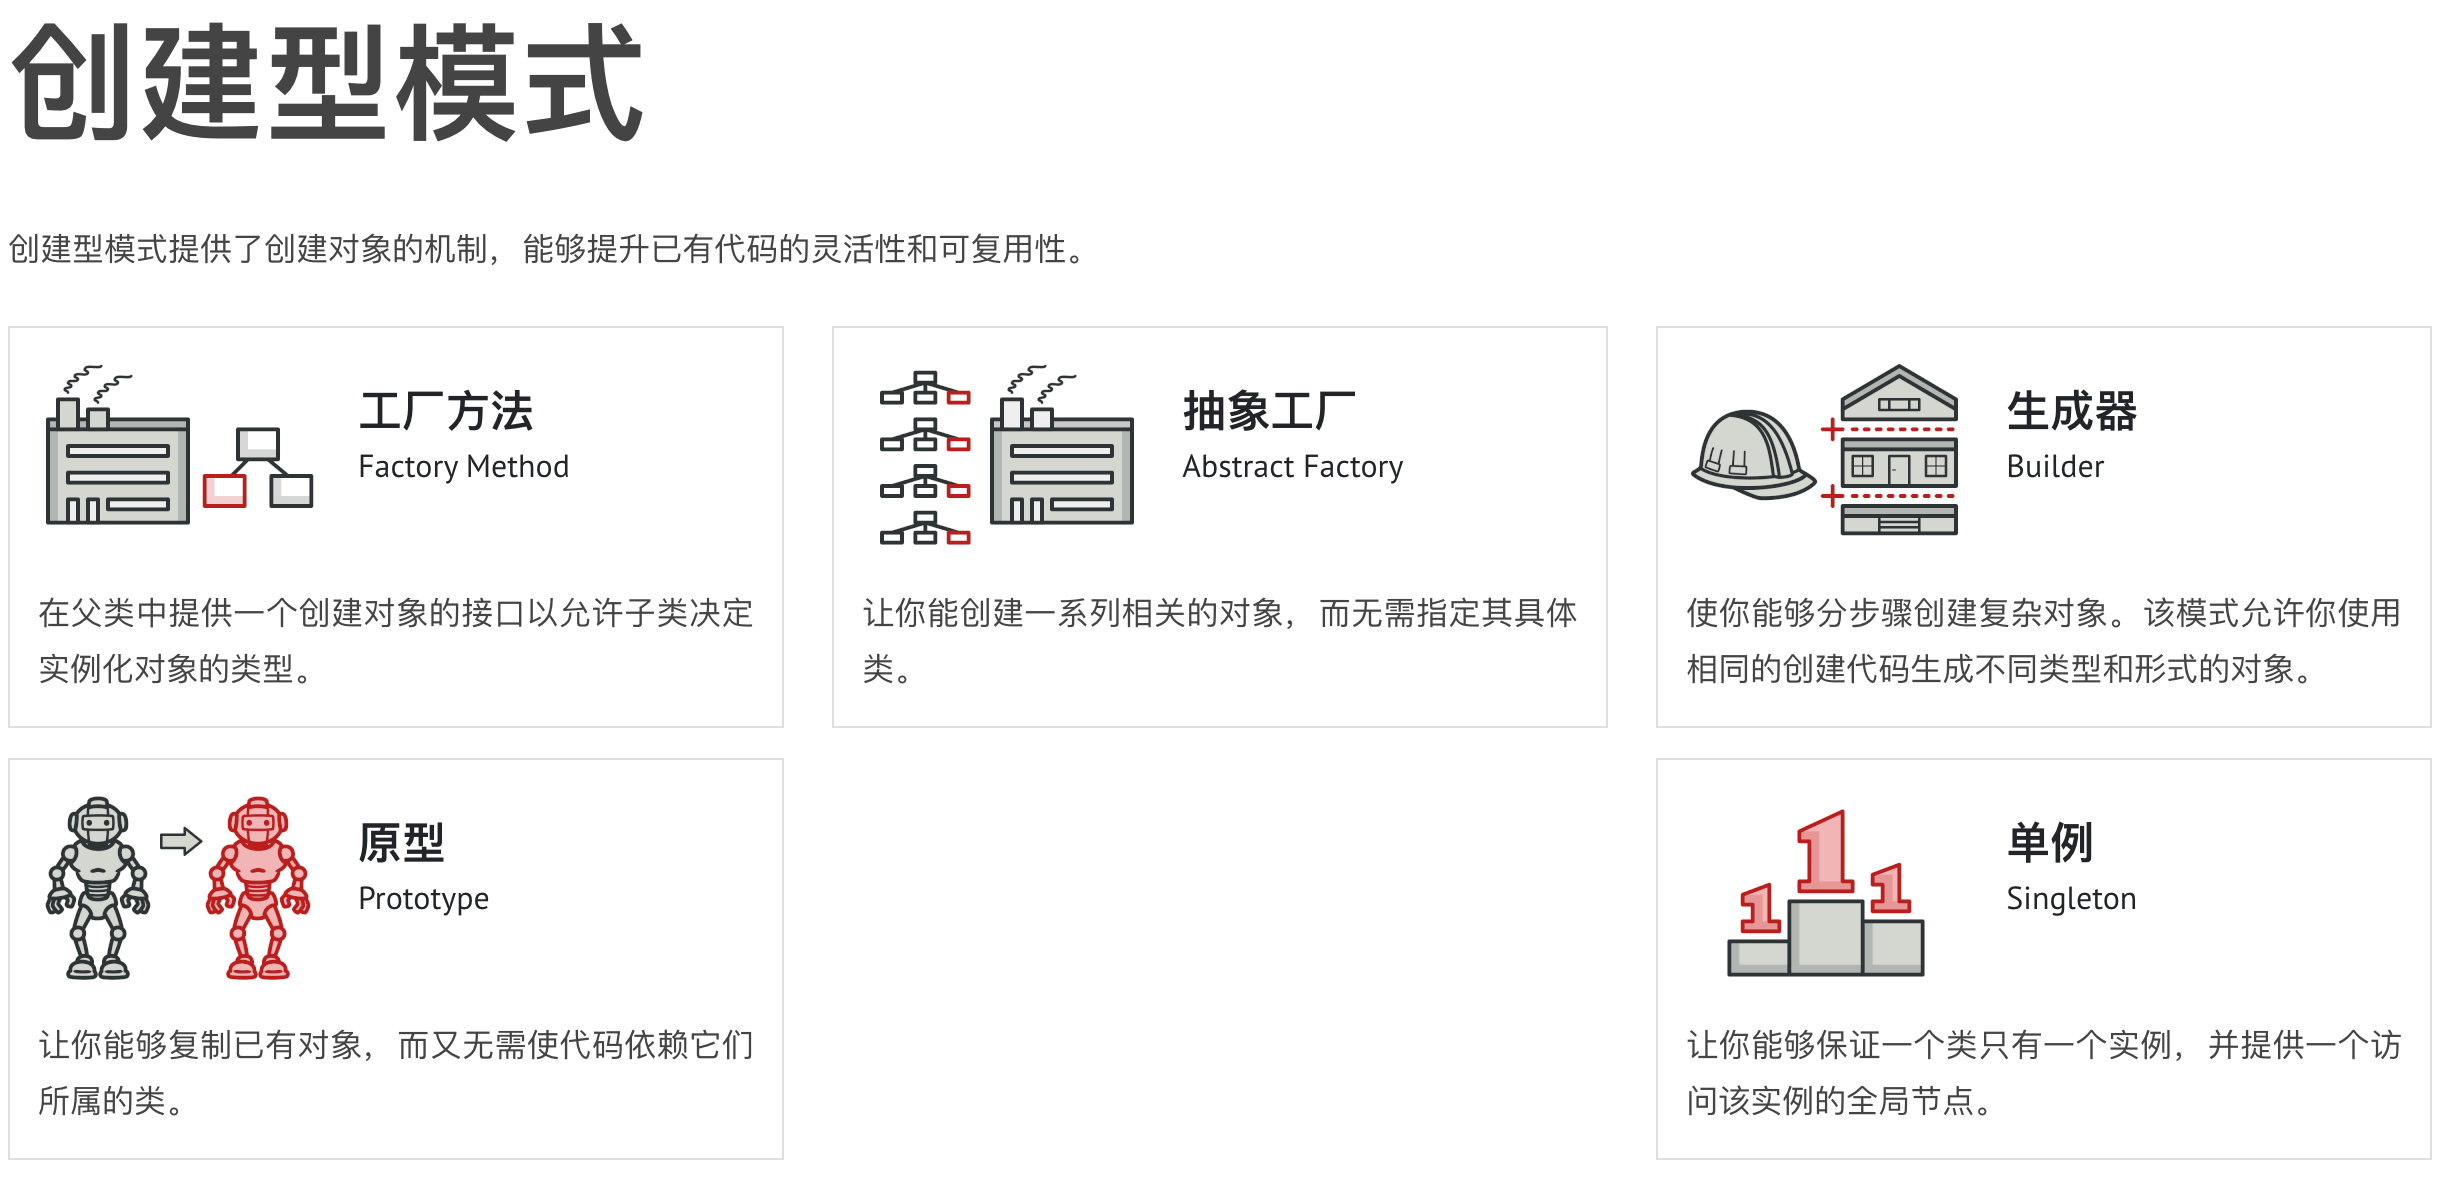 创建型模式
创建型模式提供了创建对象的机制，能够提升已有代码的灵活性和可复用性。
工厂方法
Factory Method
在父类中提供一个创建对象的接口以允许子类决定
实例化对象的类型。
抽象工厂
Abstract Factory
让你能创建一系列相关的对象，而无需指定其具体
类。
生成器
Builder
使你能够分步骤创建复杂对象。该模式允许你使用
相同的创建代码生成不同类型和形式的对象。
原型
Prototype
让你能够复制已有对象，而又无需使代码依赖它们
所属的类。
1
1
1
单例
Singleton
让你能够保证一个类只有一个实例，并提供一个访
问该实例的全局节点。